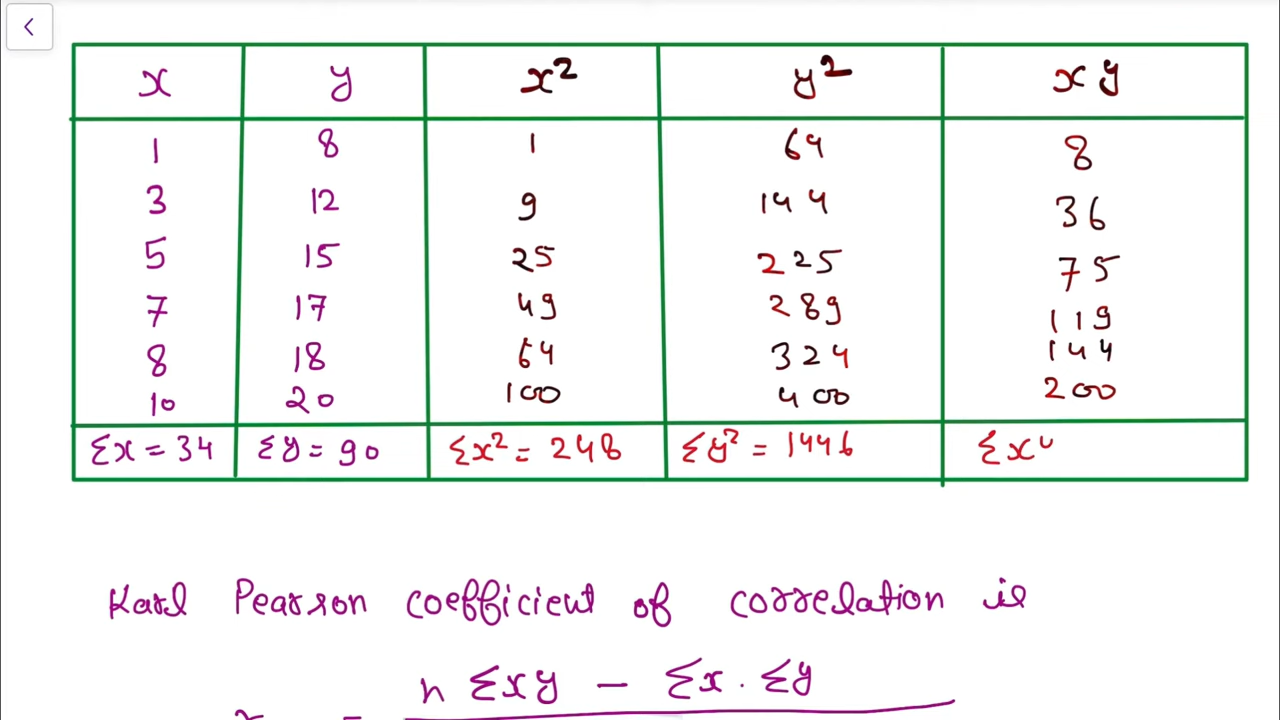 x y x² y² xy
1 8 1 64 8
3 12 9 144 36
5 15 25 225 75
7 17 49 289 119
8 18 64 324 144
10 20 100 400 200
Σx = 34 Σy = 90 Σx² = 248 Σy² = 1446 Σx
Karl Pearson coefficient of correlation is
n Σxy − Σx . Σy
=